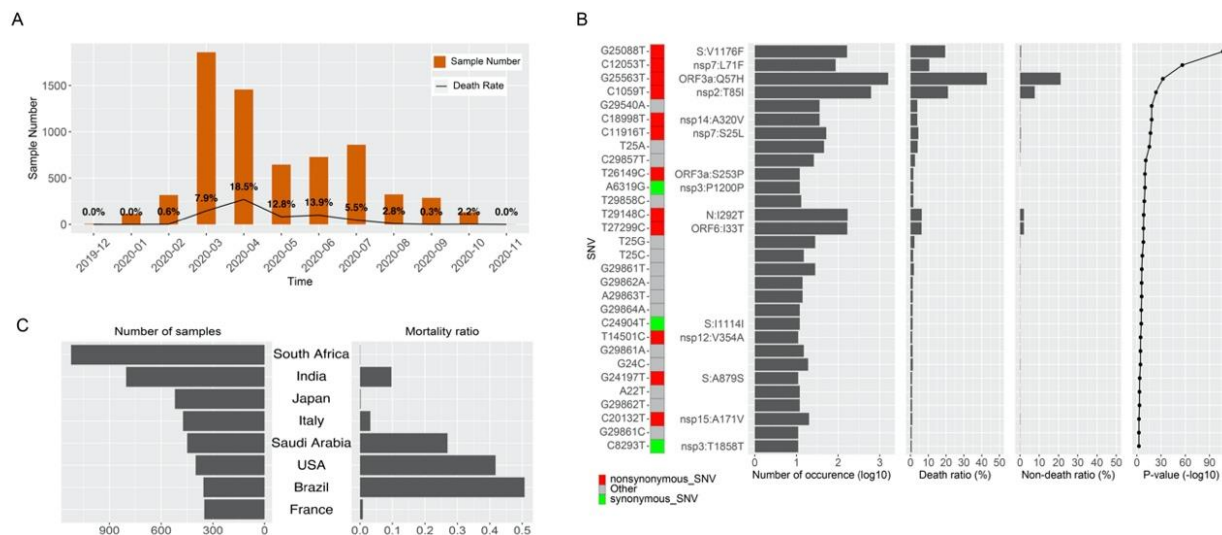 A
Sample Number
1500
1000
500
0
Sample Number
Death Rate
0.0%
0.0%
0.6%
7.9%
18.5%
12.8%
13.9%
5.5%
2.8%
0.3%
2.2%
0.0%
2019-12
2020-01
2020-02
2020-03
2020-04
2020-05
2020-06
2020-07
2020-08
2020-09
2020-10
2020-11
Time
B
SNV
G25088T S:V1176F
C12053T nsp7:L71F
G25563T ORF3a:Q57H
C1059T nsp2:T85I
G29540A
C18998T nsp14:A320V
C11916T nsp7:S25L
T25A
C29857T
T26149C ORF3a:S253P
A6319G nsp3:P1200P
T29858C
T29148C N:I292T
T27299C ORF6:I33T
T25G
T25C
G29861T
G29862A
A29863T
G29864A
C24904T S:I1114I
T14501C nsp12:V354A
G29861A
G24C
G24197T S:A879S
A22T
G29862T
C20132T nsp15:A171V
G29861C
C8293T nsp3:T1858T
0 1 2 3
Number of occurence (log10)
0 10 20 30 40 50
Death ratio (%)
0 10 20 30 40 50
Non-death ratio (%)
0 30 60 90
P-value (-log10)
nonsynonymous_SNV
Other
synonymous_SNV
C
Number of samples
Mortality ratio
South Africa
India
Japan
Italy
Saudi Arabia
USA
Brazil
France
900 600 300 0
0.0 0.1 0.2 0.3 0.4 0.5